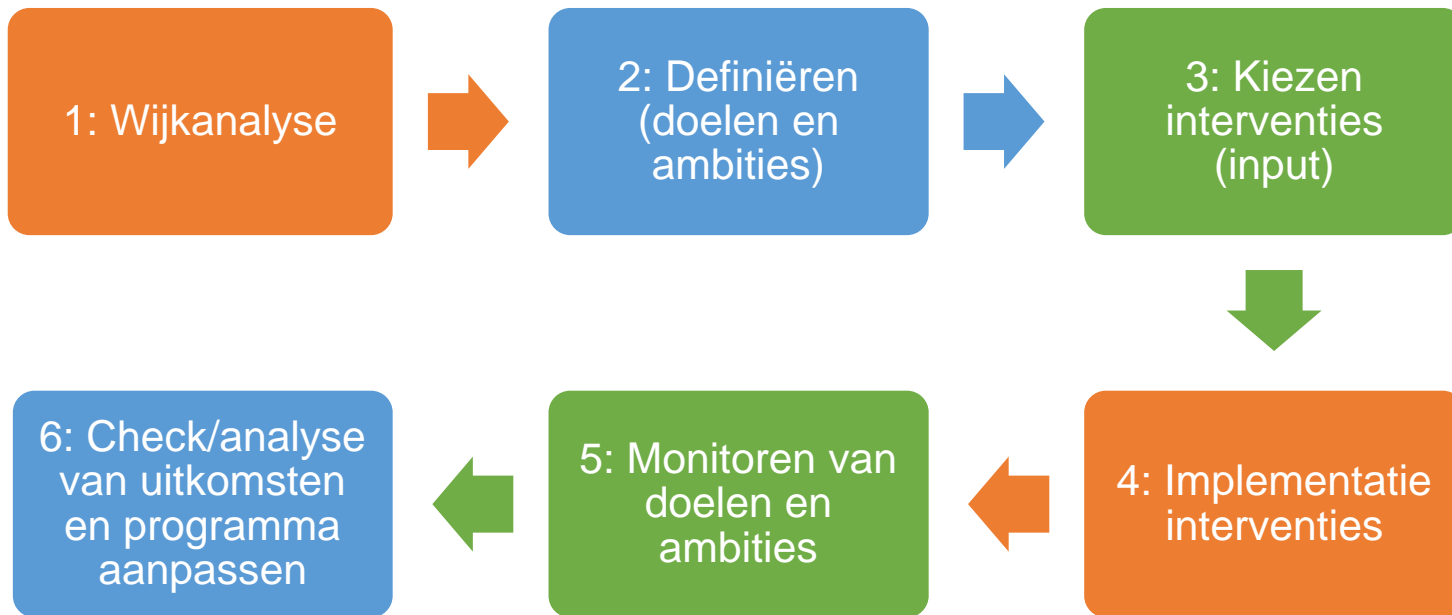 1: Wijkanalyse
2: Definiëren
(doelen en
ambities)
3: Kiezen
interventies
(input)
4: Implementatie
interventies
5: Monitoren van
doelen en
ambities
6: Check/analyse
van uitkomsten
en programma
aanpassen